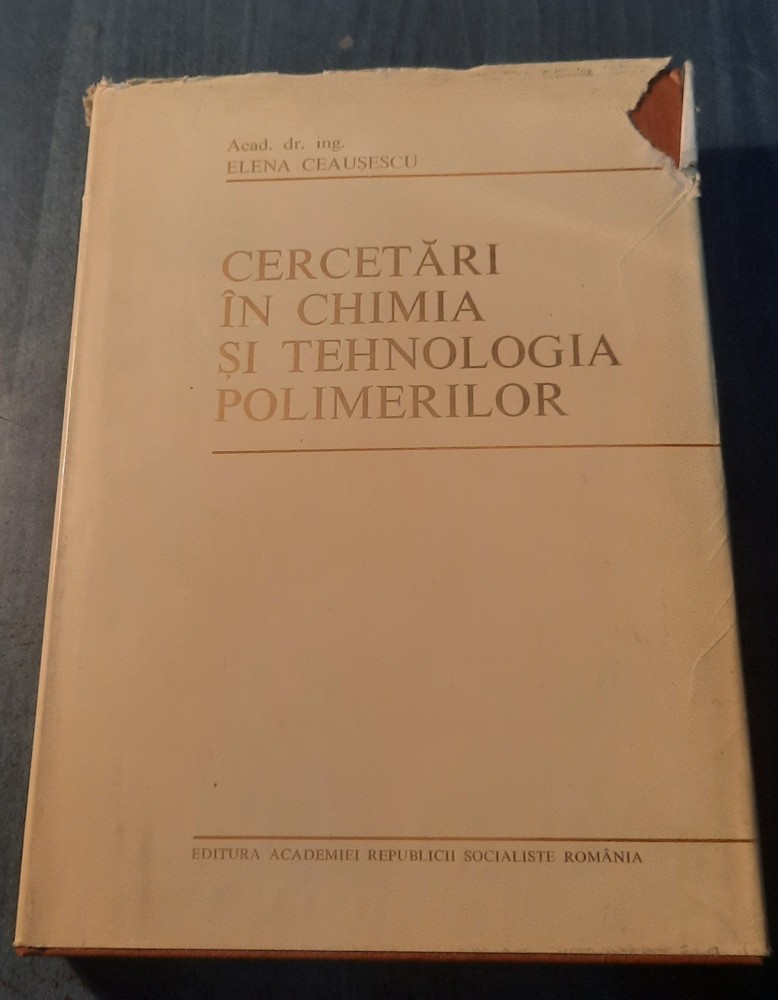 Acad. dr. ing.
ELENA CEAUȘESCU
CERCETĂRI
ÎN CHIMIA
ȘI TEHNOLOGIA
POLIMERILOR
EDITURA ACADEMIEI REPUBLICII SOCIALISTE ROMÂNIA